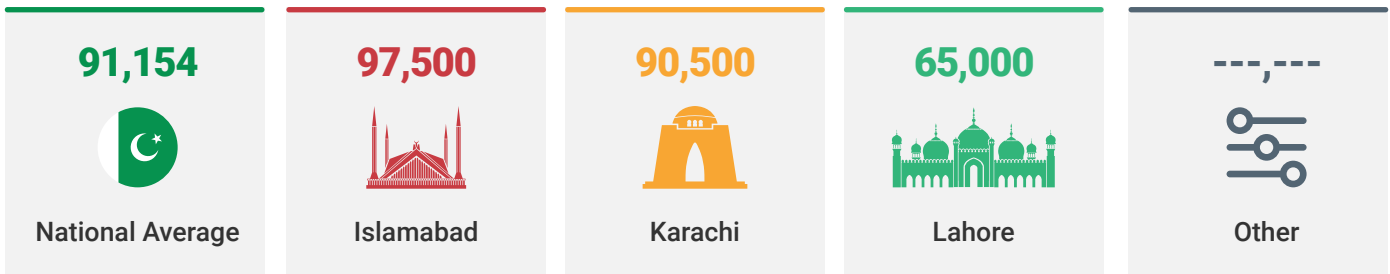 91,154
National Average
97,500
Islamabad
90,500
Karachi
65,000
Lahore
---,---
Other